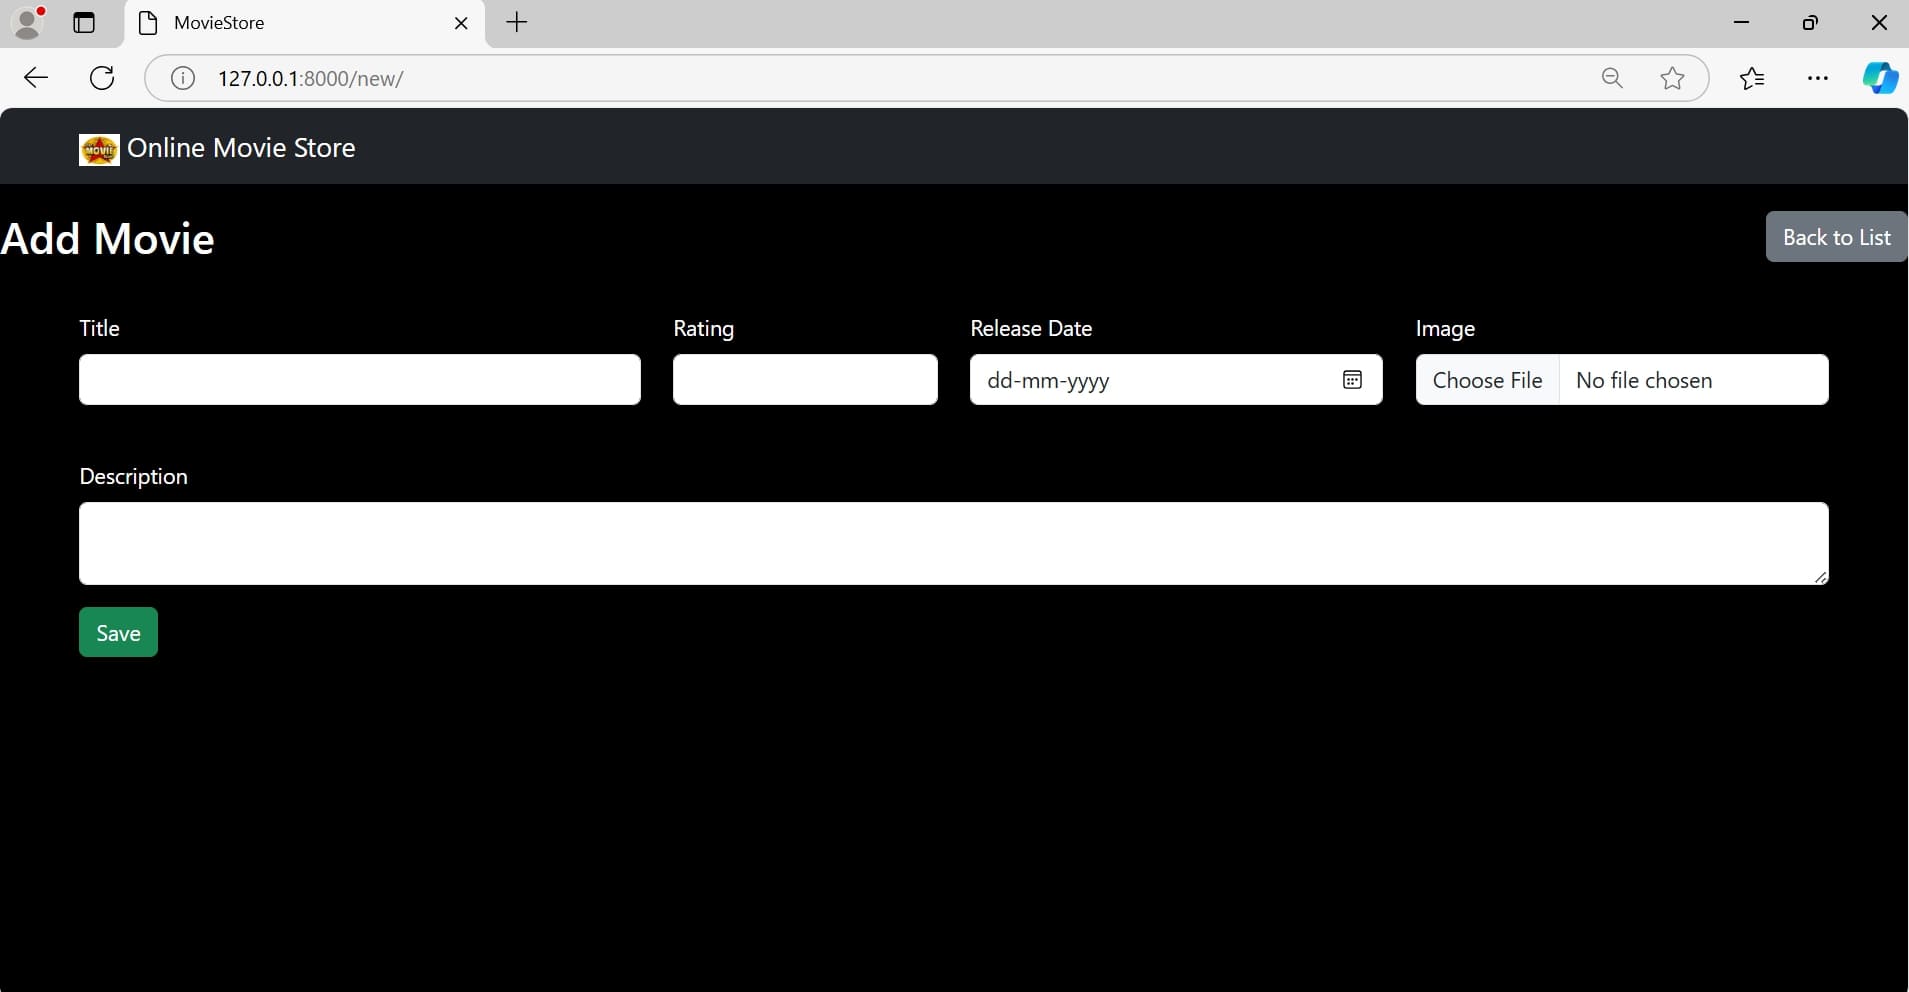 MovieStore
127.0.0.1:8000/new/
MOVIE
Online Movie Store
Add Movie
Back to List
Title
Rating
Release Date
Image
dd-mm-yyyy
Choose File
No file chosen
Description
Save